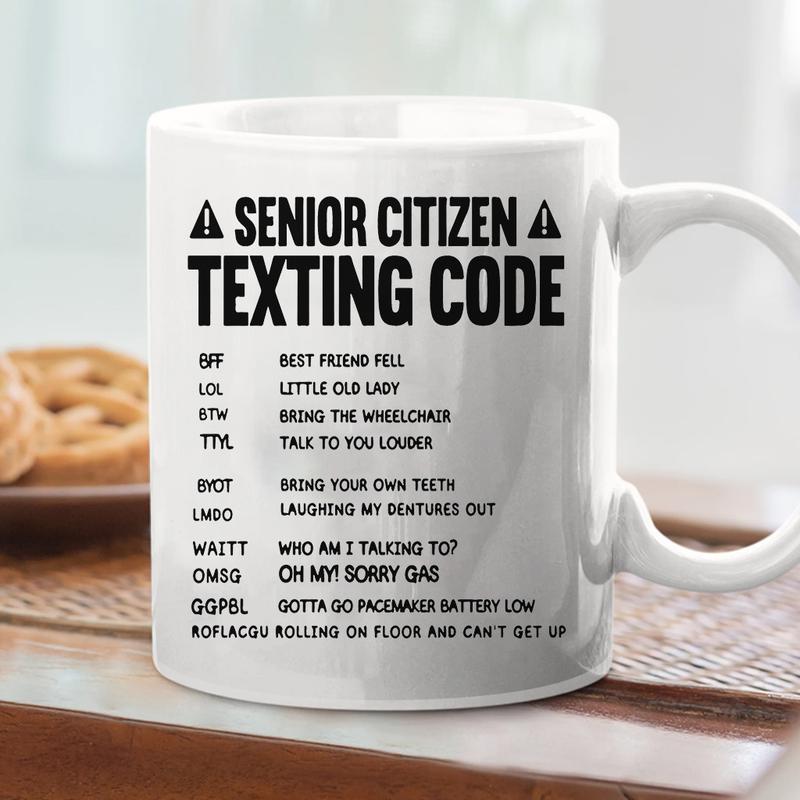 SENIOR CITIZEN
TEXTING CODE
BFF BEST FRIEND FELL
LOL LITTLE OLD LADY
BTW BRING THE WHEELCHAIR
TTYL TALK TO YOU LOUDER
BYOT BRING YOUR OWN TEETH
LMDO LAUGHING MY DENTURES OUT
WAITT WHO AM I TALKING TO?
OMSG OH MY! SORRY GAS
GGPBL GOTTA GO PACEMAKER BATTERY LOW
ROFLACGU ROLLING ON FLOOR AND CAN'T GET UP